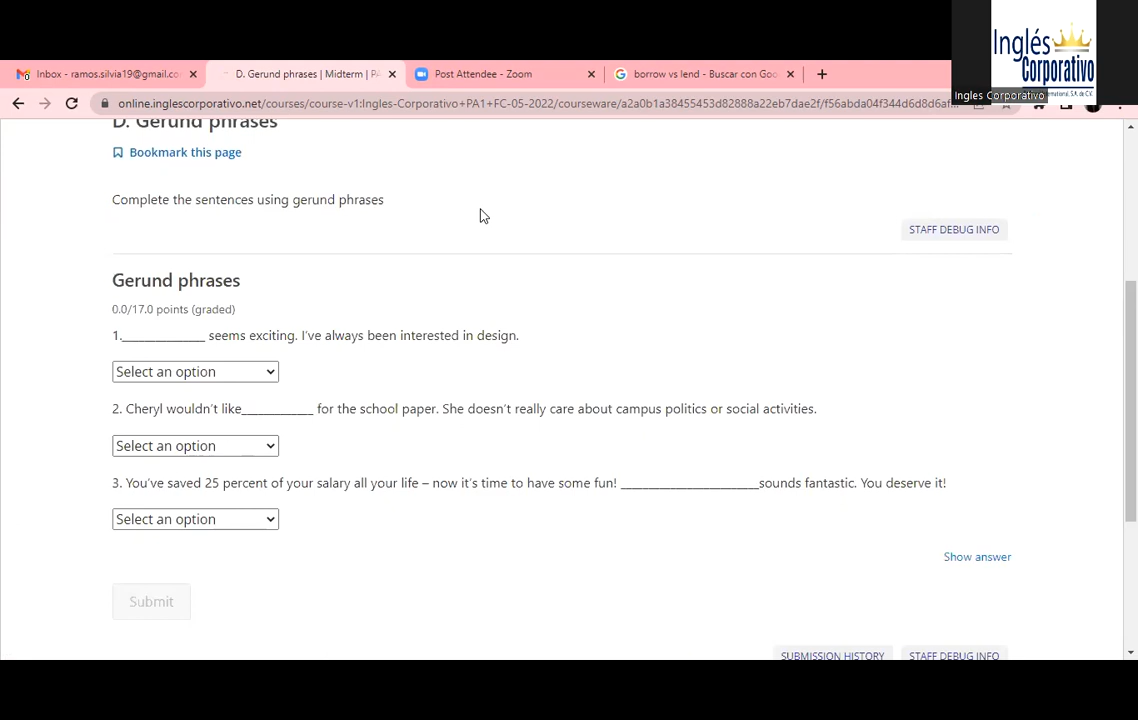 Inglés
Corporativo
International, S.A. de C.V.
Ingles Corporativo
Inbox - ramos.silvia19@gmail.co
D. Gerund phrases | Midterm | PA
Post Attendee - Zoom
borrow vs lend - Buscar con Goo
online.inglescorporativo.net/courses/course-v1:Ingles-Corporativo+PA1+FC-05-2022/courseware/a2a0b1a38455453d82888a22eb7dae2f/f56abda04f344d6d8d6af...
D. Gerund phrases
Bookmark this page
Complete the sentences using gerund phrases
STAFF DEBUG INFO
Gerund phrases
0.0/17.0 points (graded)
1.______________ seems exciting. I've always been interested in design.
Select an option
2. Cheryl wouldn't like____________ for the school paper. She doesn't really care about campus politics or social activities.
Select an option
3. You've saved 25 percent of your salary all your life – now it's time to have some fun! _______________________sounds fantastic. You deserve it!
Select an option
Show answer
Submit
SUBMISSION HISTORY
STAFF DEBUG INFO